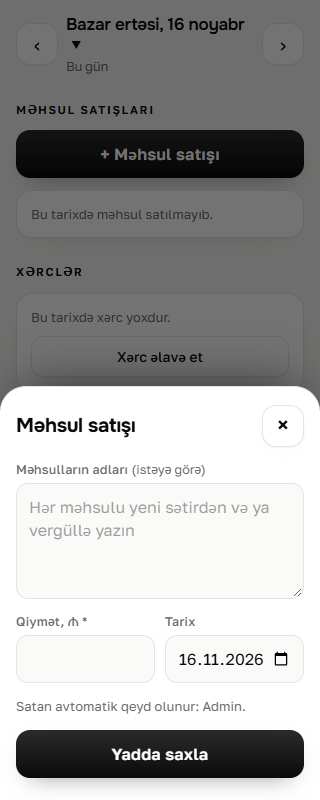 Bazar ertəsi, 16 noyabr
▼
Bu gün
MƏHSUL SATIŞLARI
+ Məhsul satışı
Bu tarixdə məhsul satılmayıb.
XƏRCLƏR
Bu tarixdə xərc yoxdur.
Xərc əlavə et
Məhsul satışı
×
Məhsulların adları (istəyə görə)
Hər məhsulu yeni sətirdən və ya
vergüllə yazın
Qiymət, ₼ *
Tarix
16.11.2026
Satan avtomatik qeyd olunur: Admin.
Yadda saxla